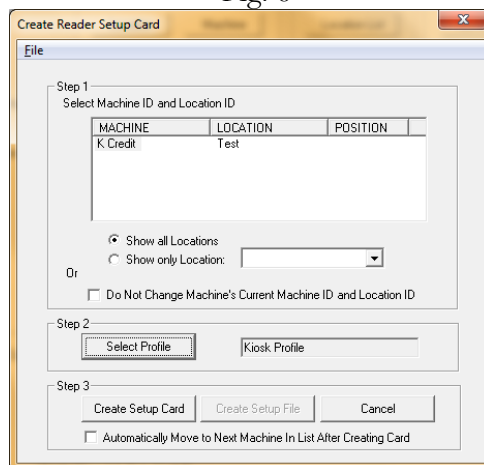 Create Reader Setup Card
File
Step 1
Select Machine ID and Location ID
MACHINE LOCATION POSITION
K Credit Test
Show all Locations
Show only Location:
Or
Do Not Change Machine's Current Machine ID and Location ID
Step 2
Select Profile Kiosk Profile
Step 3
Create Setup Card Create Setup File Cancel
Automatically Move to Next Machine In List After Creating Card